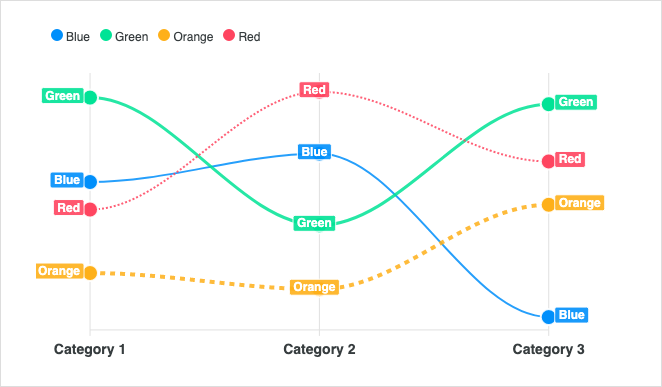 Blue Green Orange Red
Red
Green
Green
Blue
Red
Blue
Orange
Red
Green
Orange
Orange
Blue
Category 1 Category 2 Category 3